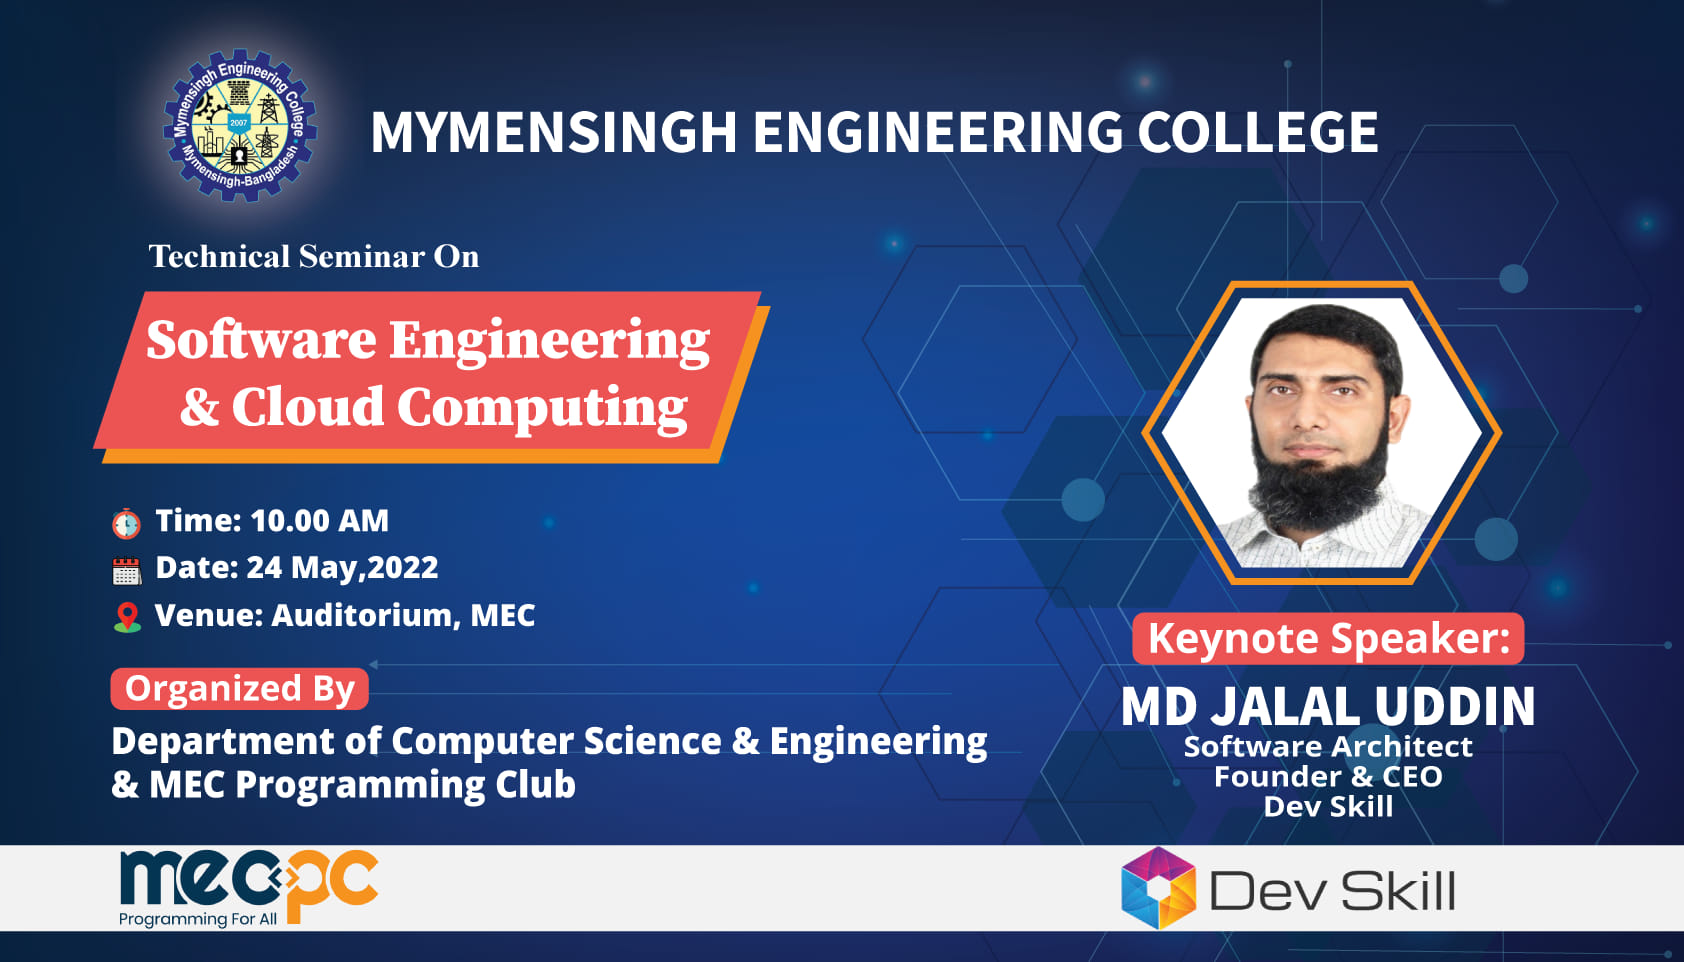 Mymensingh Engineering College
2007
Mymensingh-Bangladesh
MYMENSINGH ENGINEERING COLLEGE
Technical Seminar On
Software Engineering
& Cloud Computing
Time: 10.00 AM
Date: 24 May,2022
Venue: Auditorium, MEC
Organized By
Department of Computer Science & Engineering
& MEC Programming Club
Keynote Speaker:
MD JALAL UDDIN
Software Architect
Founder & CEO
Dev Skill
mec<>pc
Programming For All
Dev Skill